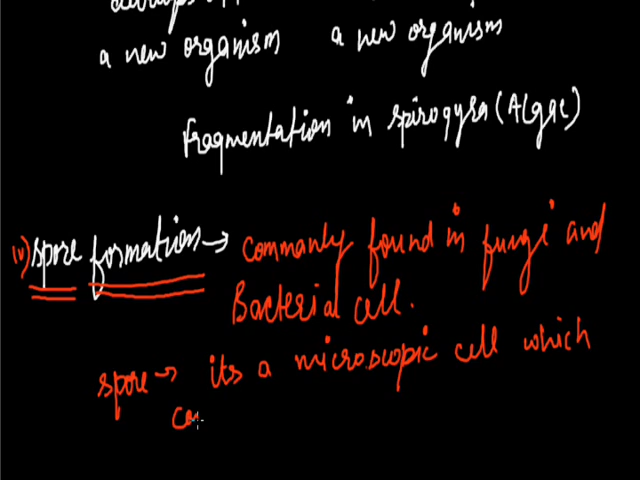 a new organism a new organism
fragmentation in spirogyra (Algae)
iv) spore formation → commanly found in fungi and
Bacterial cell.
spore → its a microscopic cell which